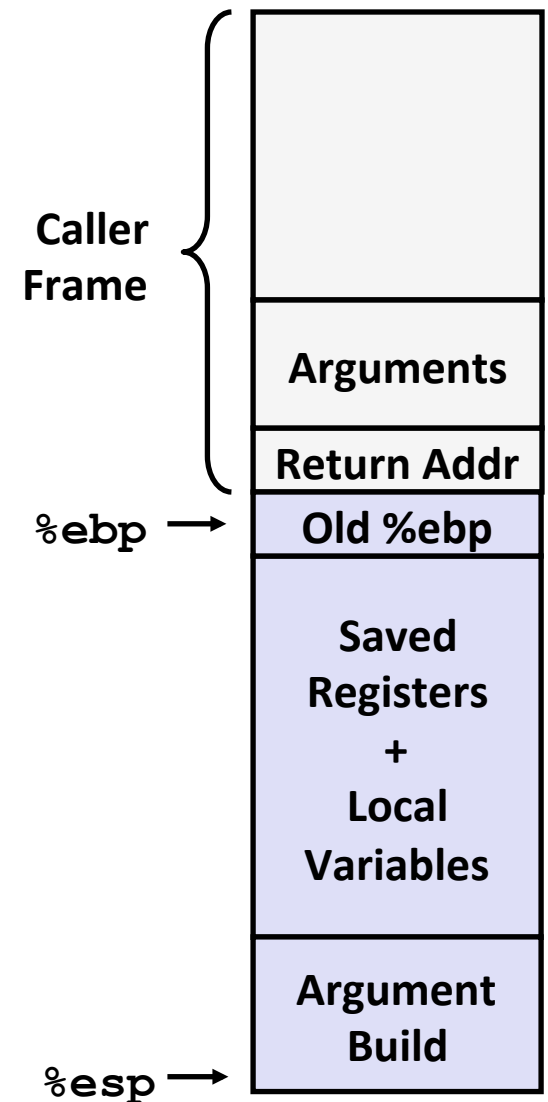 Caller
Frame
Arguments
Return Addr
%ebp
Old %ebp
Saved
Registers
+
Local
Variables
Argument
Build
%esp